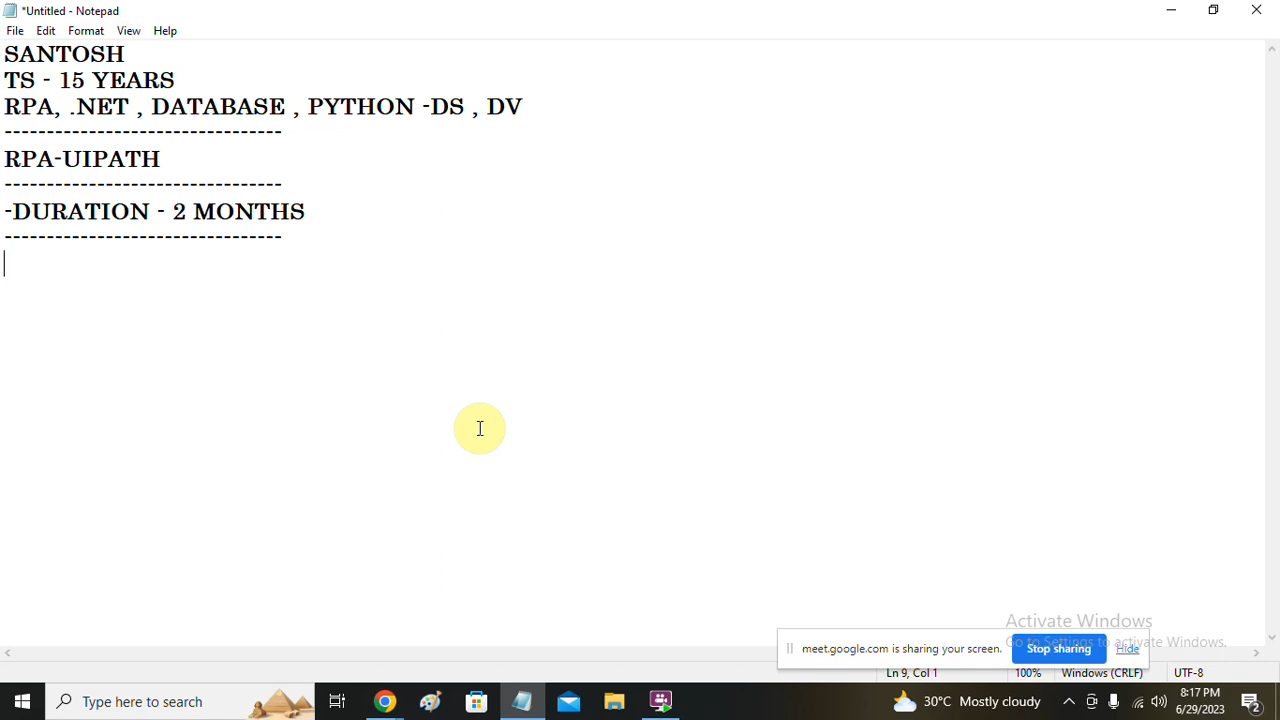 *Untitled - Notepad
File Edit Format View Help
SANTOSH
TS - 15 YEARS
RPA, .NET , DATABASE , PYTHON -DS , DV
---------------------------------
RPA-UIPATH
---------------------------------
-DURATION - 2 MONTHS
---------------------------------
Activate Windows
Go to Settings to activate Windows.
meet.google.com is sharing your screen. Stop sharing Hide
Ln 9, Col 1 100% Windows (CRLF) UTF-8
Type here to search
30°C Mostly cloudy
8:17 PM
6/29/2023
2